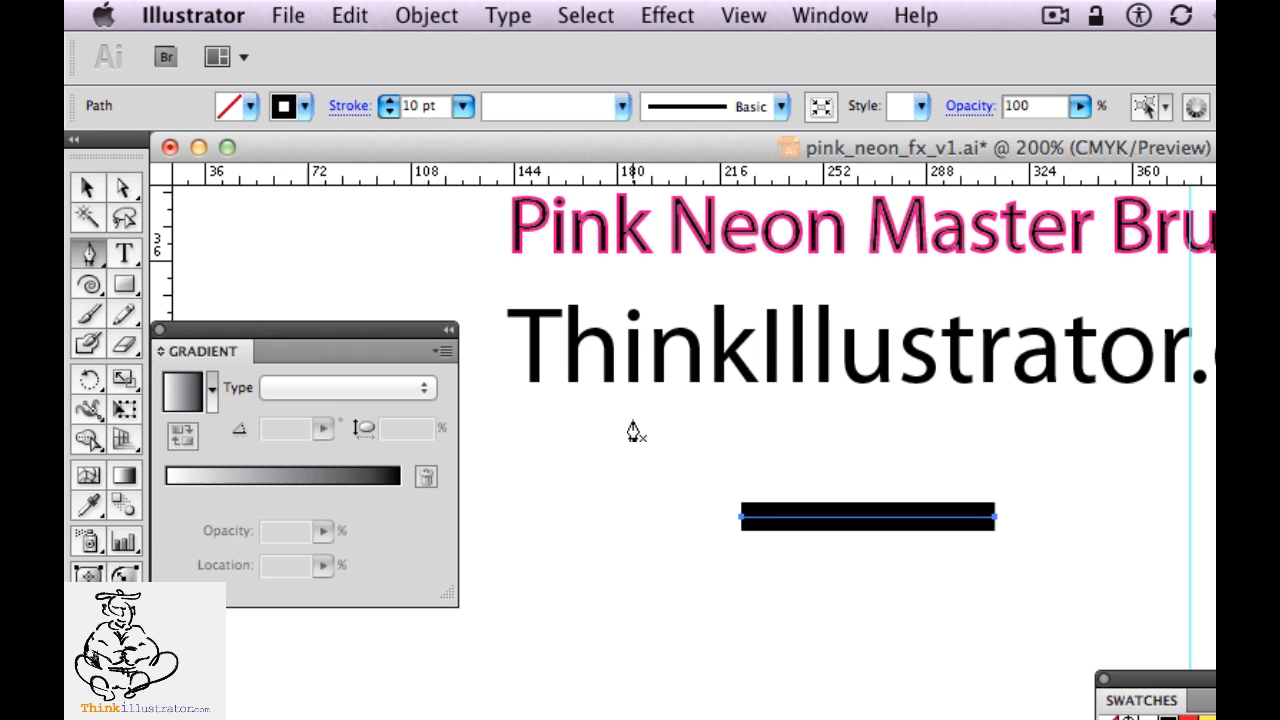 Illustrator File Edit Object Type Select Effect View Window Help
Ai Br
Path Stroke: 10 pt Basic Style: Opacity: 100 %
pink_neon_fx_v1.ai* @ 200% (CMYK/Preview)
36 72 108 144 180 216 252 288 324 360
36
Pink Neon Master Bru
ThinkIllustrator.
GRADIENT
Type
° %
Opacity: %
Location: %
T
SWATCHES
Thinkillustrator.com